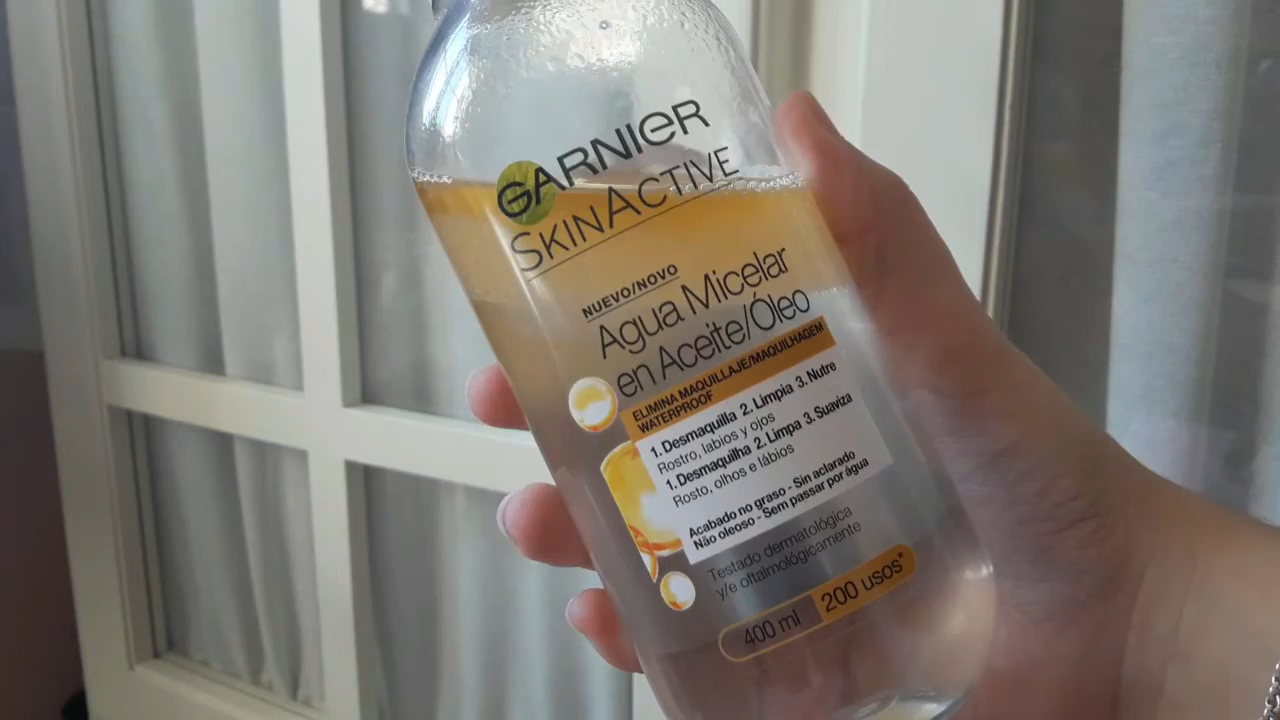 GARNIER
SKINACTIVE
NUEVO/NOVO
Agua Micelar
en Aceite/Óleo
ELIMINA MAQUILLAJE/MAQUILHAGEM
WATERPROOF
1. Desmaquilla 2. Limpia 3. Nutre
Rostro, labios y ojos
1. Desmaquilha 2. Limpa 3. Suaviza
Rosto, olhos e lábios
Acabado no graso - Sin aclarado
Não oleoso - Sem passar por água
Testado dermatológica
y/e oftalmológicamente
400 ml 200 usos*